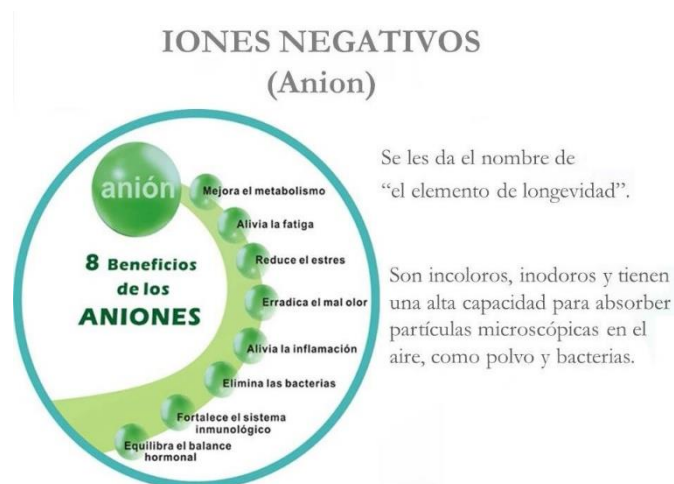 IONES NEGATIVOS
(Anion)
anión
8 Beneficios
de los
ANIONES
Mejora el metabolismo
Alivia la fatiga
Reduce el estres
Erradica el mal olor
Alivia la inflamación
Elimina las bacterias
Fortalece el sistema
inmunológico
Equilibra el balance
hormonal
Se les da el nombre de
“el elemento de longevidad”.
Son incoloros, inodoros y tienen
una alta capacidad para absorber
partículas microscópicas en el
aire, como polvo y bacterias.